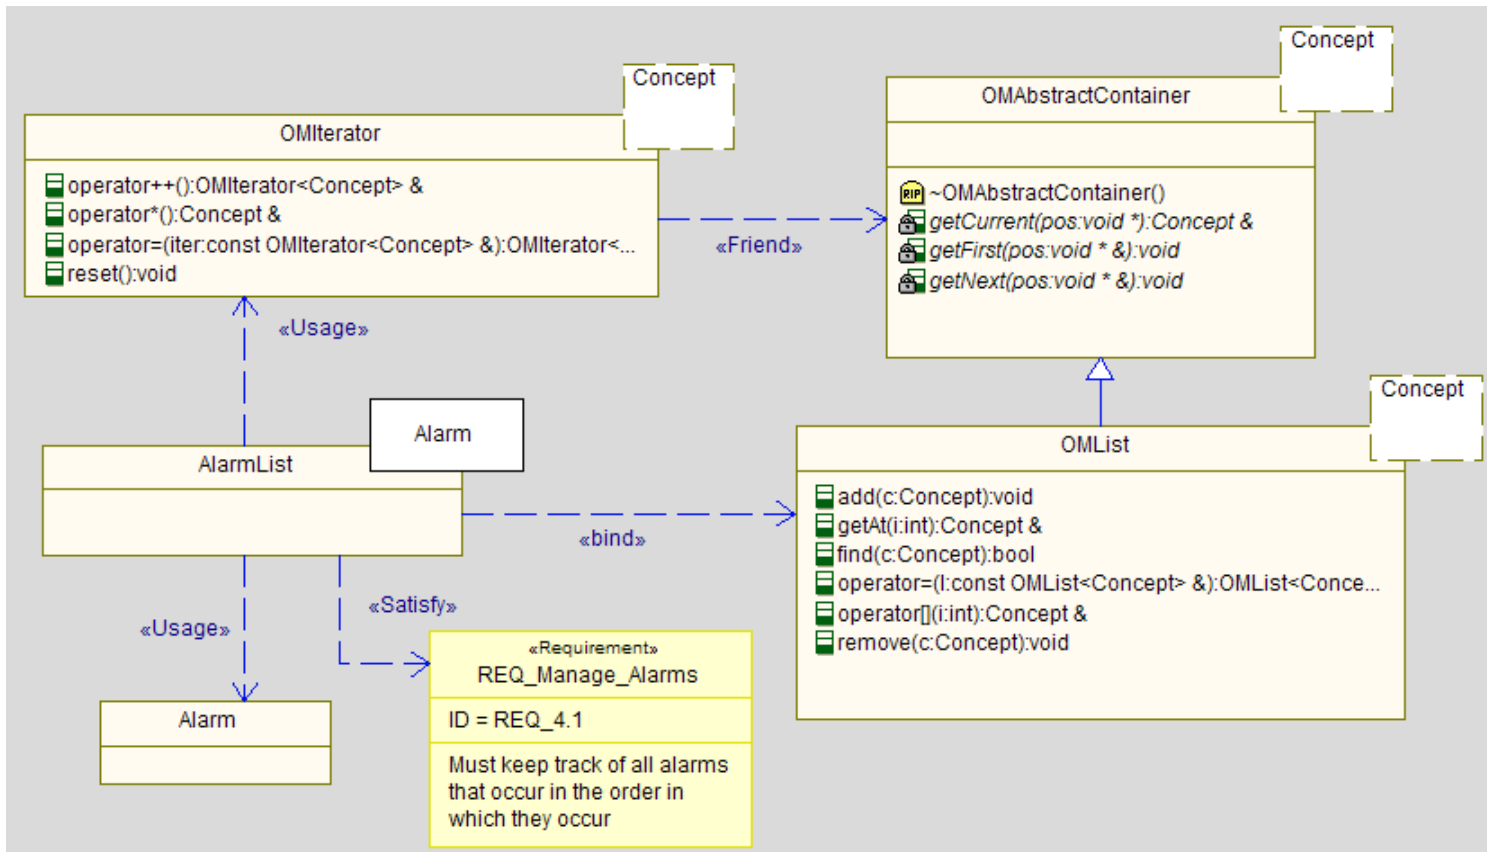 Concept
OMIterator
operator++():OMIterator<Concept> &
operator*():Concept &
operator=(iter:const OMIterator<Concept> &):OMIterator<...
reset():void
Concept
OMAbstractContainer
RIP
~OMAbstractContainer()
getCurrent(pos:void *):Concept &
getFirst(pos:void * &):void
getNext(pos:void * &):void
«Friend»
«Usage»
Alarm
AlarmList
«bind»
Concept
OMList
add(c:Concept):void
getAt(i:int):Concept &
find(c:Concept):bool
operator=(l:const OMList<Concept> &):OMList<Conce...
operator[](i:int):Concept &
remove(c:Concept):void
«Usage»
«Satisfy»
Alarm
«Requirement»
REQ_Manage_Alarms
ID = REQ_4.1
Must keep track of all alarms
that occur in the order in
which they occur